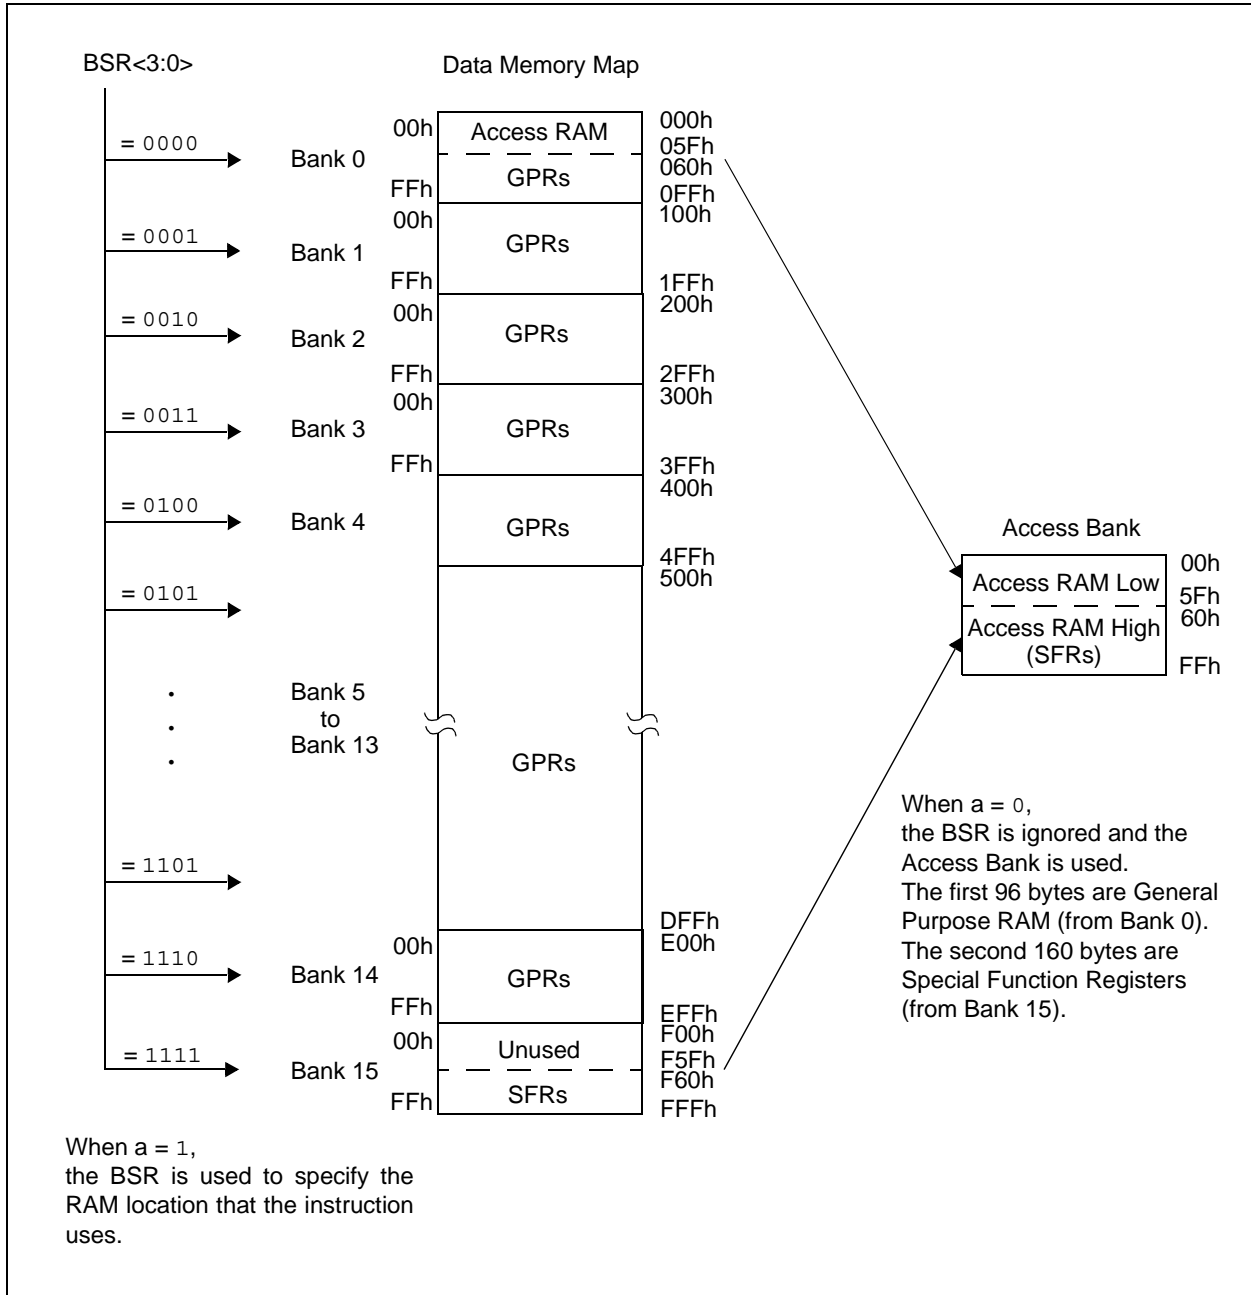 BSR<3:0>
Data Memory Map
= 0000
Bank 0
00h
Access RAM
000h
05Fh
060h
FFh
GPRs
0FFh
= 0001
Bank 1
00h
GPRs
100h
FFh
1FFh
= 0010
Bank 2
00h
GPRs
200h
FFh
2FFh
= 0011
Bank 3
00h
GPRs
300h
FFh
3FFh
= 0100
Bank 4
GPRs
400h
4FFh
= 0101
500h
.
.
.
Bank 5
to
Bank 13
GPRs
= 1101
DFFh
= 1110
Bank 14
00h
GPRs
E00h
FFh
EFFh
= 1111
Bank 15
00h
Unused
F00h
F5Fh
F60h
FFh
SFRs
FFFh
Access Bank
Access RAM Low
00h
5Fh
Access RAM High
(SFRs)
60h
FFh
When a = 0,
the BSR is ignored and the
Access Bank is used.
The first 96 bytes are General
Purpose RAM (from Bank 0).
The second 160 bytes are
Special Function Registers
(from Bank 15).
When a = 1,
the BSR is used to specify the
RAM location that the instruction
uses.